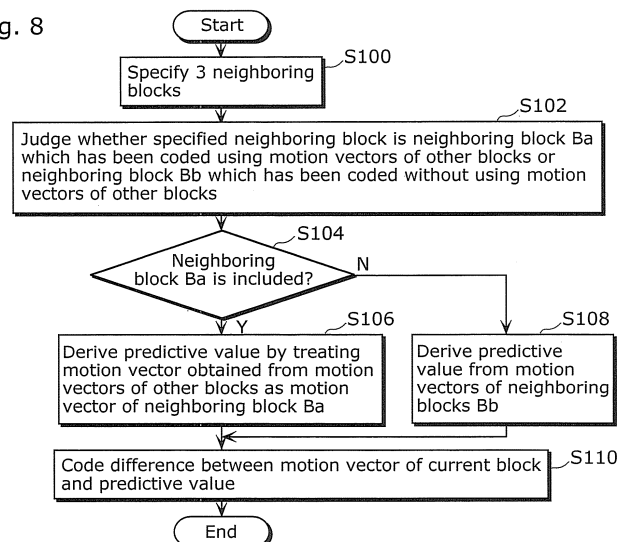 g. 8
Start
S100
Specify 3 neighboring
blocks
S102
Judge whether specified neighboring block is neighboring block Ba
which has been coded using motion vectors of other blocks or
neighboring block Bb which has been coded without using motion
vectors of other blocks
S104
Neighboring
block Ba is included?
N
Y
S106
Derive predictive value by treating
motion vector obtained from motion
vectors of other blocks as motion
vector of neighboring block Ba
S108
Derive predictive
value from motion
vectors of neighboring
blocks Bb
S110
Code difference between motion vector of current block
and predictive value
End